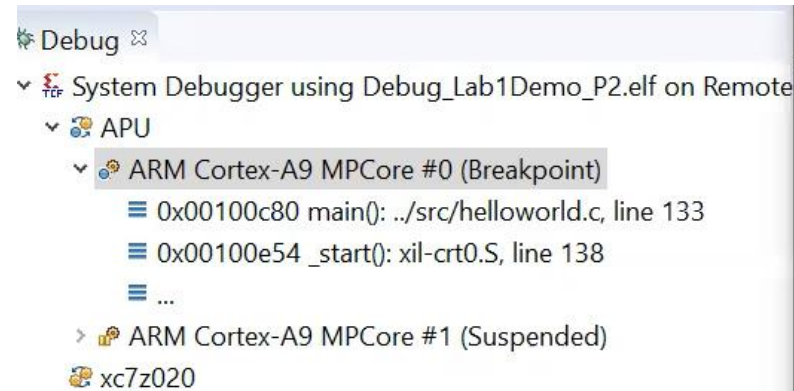 Debug
System Debugger using Debug_Lab1Demo_P2.elf on Remote
TCF
APU
ARM Cortex-A9 MPCore #0 (Breakpoint)
0x00100c80 main(): ../src/helloworld.c, line 133
0x00100e54 _start(): xil-crt0.S, line 138
...
ARM Cortex-A9 MPCore #1 (Suspended)
xc7z020